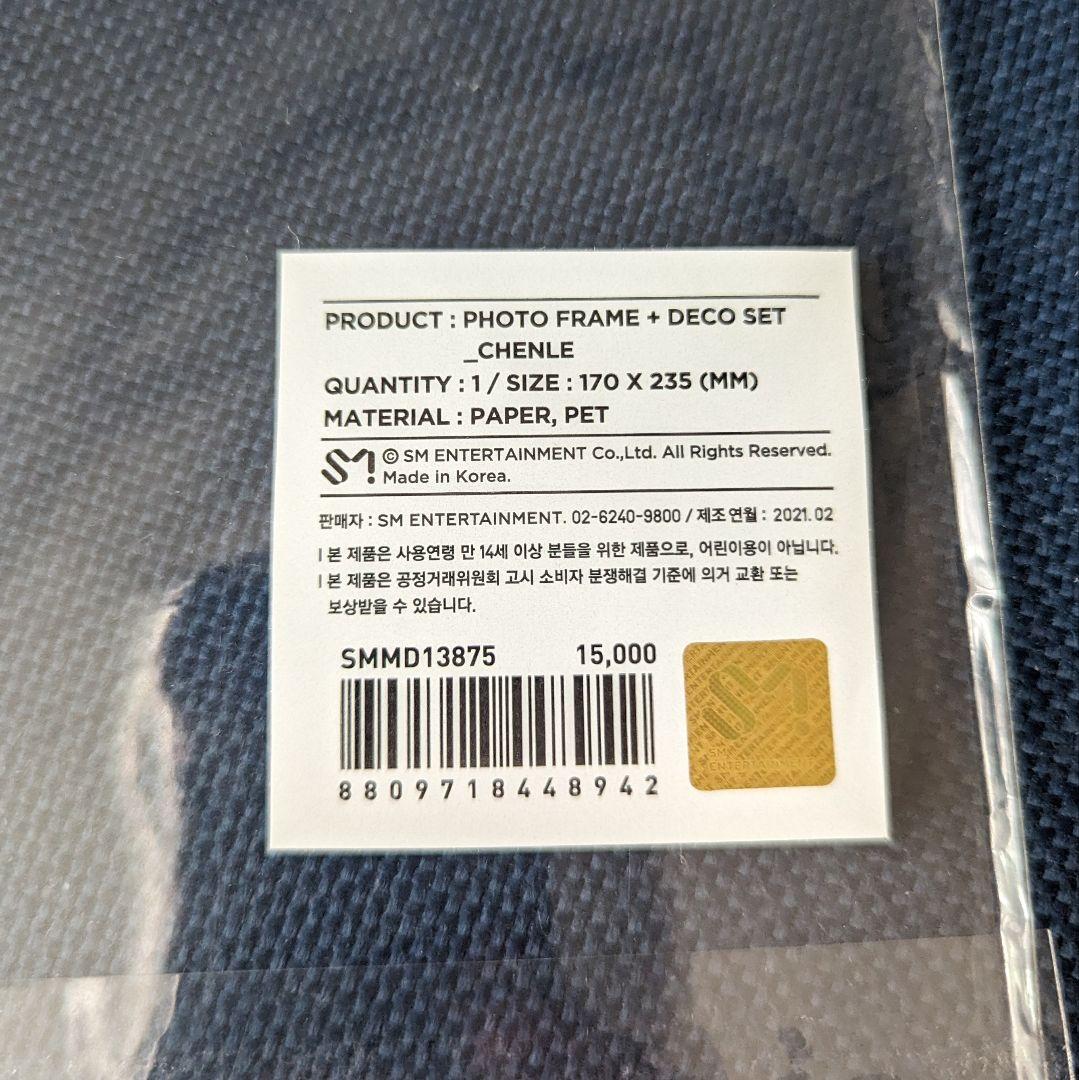 PRODUCT : PHOTO FRAME + DECO SET
_CHENLE
QUANTITY : 1 / SIZE : 170 X 235 (MM)
MATERIAL : PAPER, PET
SM! © SM ENTERTAINMENT Co.,Ltd. All Rights Reserved.
Made in Korea.
판매자 : SM ENTERTAINMENT. 02-6240-9800 / 제조연월 : 2021.02
I 본 제품은 사용연령 만 14세 이상 분들을 위한 제품으로, 어린이용이 아닙니다.
I 본 제품은 공정거래위원회 고시 소비자 분쟁해결 기준에 의거 교환 또는
보상받을 수 있습니다.
SMMD13875 15,000
8809718448942
SM!
SM
ENTERTAINMENT